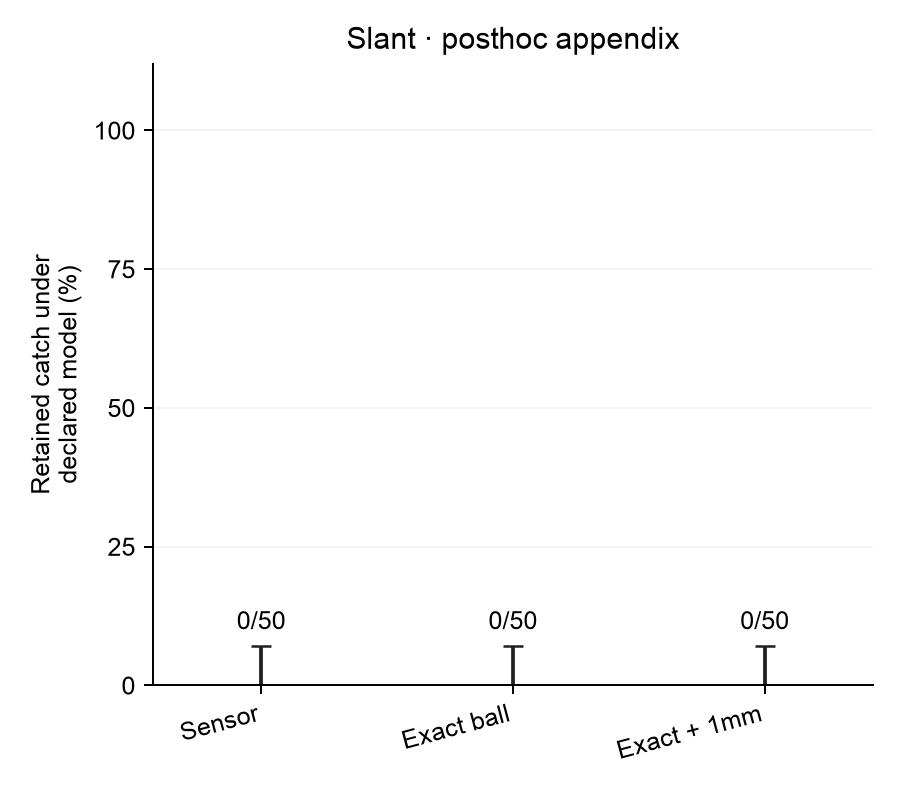 Slant · posthoc appendix
Retained catch under
declared model (%)
100
75
50
25
0
0/50
0/50
0/50
Sensor
Exact ball
Exact + 1mm